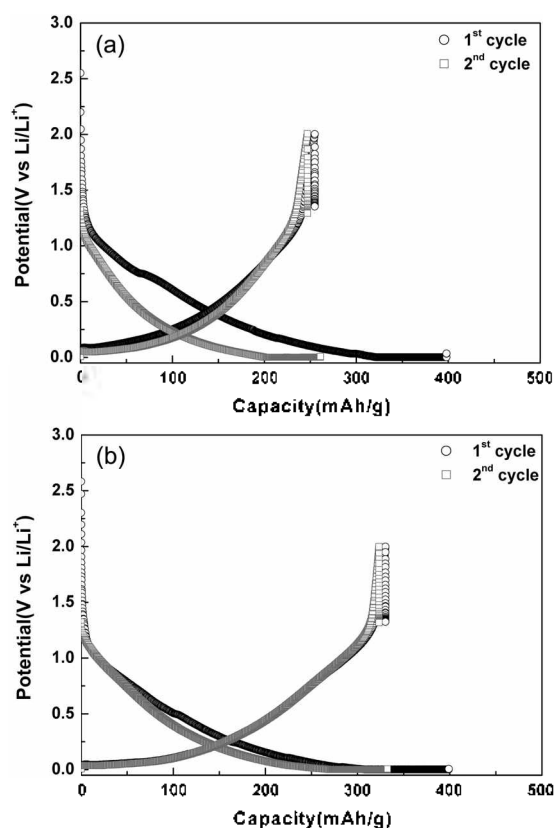 (a)
1st cycle
2nd cycle
3.0
2.5
2.0
1.5
1.0
0.5
0.0
Potential(V vs Li/Li+)
0 100 200 300 400 500
Capacity(mAh/g)
(b)
1st cycle
2nd cycle
3.0
2.5
2.0
1.5
1.0
0.5
0.0
Potential(V vs Li/Li+)
0 100 200 300 400 500
Capacity(mAh/g)